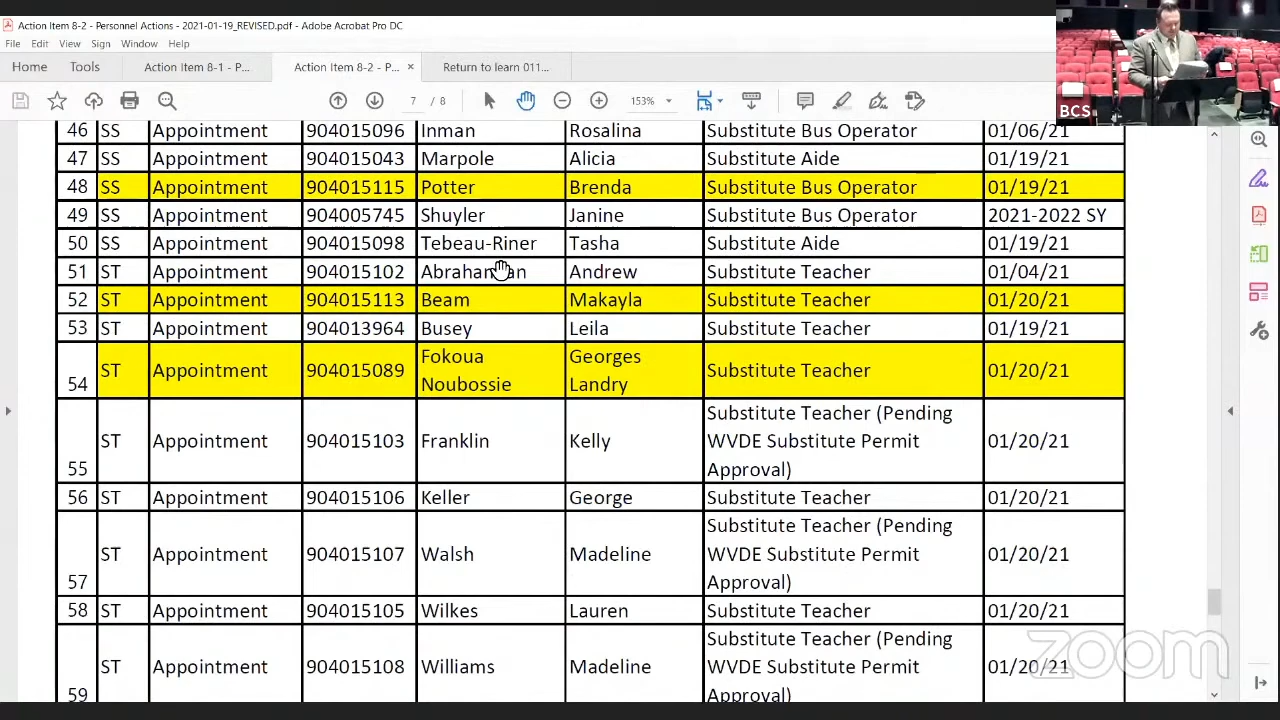 Action Item 8-2 - Personnel Actions - 2021-01-19_REVISED.pdf - Adobe Acrobat Pro DC
File Edit View Sign Window Help
Home Tools Action Item 8-1 - P... Action Item 8-2 - P... × Return to learn 011
7 / 8 153%
BCS
46 SS Appointment 904015096 Inman Rosalina Substitute Bus Operator 01/06/21
47 SS Appointment 904015043 Marpole Alicia Substitute Aide 01/19/21
48 SS Appointment 904015115 Potter Brenda Substitute Bus Operator 01/19/21
49 SS Appointment 904005745 Shuyler Janine Substitute Bus Operator 2021-2022 SY
50 SS Appointment 904015098 Tebeau-Riner Tasha Substitute Aide 01/19/21
51 ST Appointment 904015102 Andrew Substitute Teacher 01/04/21
52 ST Appointment 904015113 Beam Makayla Substitute Teacher 01/20/21
53 ST Appointment 904013964 Busey Leila Substitute Teacher 01/19/21
Fokoua Georges
54 ST Appointment 904015089 Noubossie Landry Substitute Teacher 01/20/21
Substitute Teacher (Pending
ST Appointment 904015103 Franklin Kelly WVDE Substitute Permit 01/20/21
55 Approval)
56 ST Appointment 904015106 Keller George Substitute Teacher 01/20/21
Substitute Teacher (Pending
ST Appointment 904015107 Walsh Madeline WVDE Substitute Permit 01/20/21
57 Approval)
58 ST Appointment 904015105 Wilkes Lauren Substitute Teacher 01/20/21
Substitute Teacher (Pending
ST Appointment 904015108 Williams Madeline WVDE Substitute Permit 01/20/21
59 Approval)
zoom